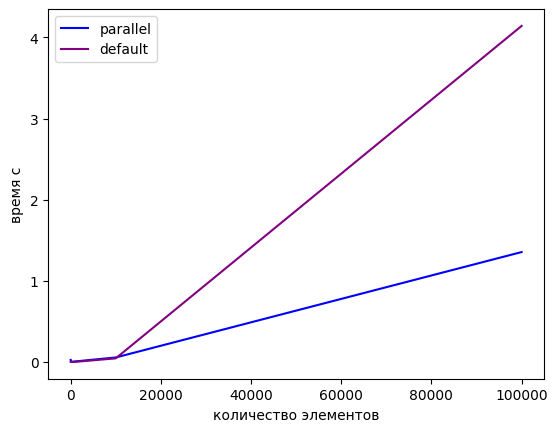 parallel
default
4
3
2
1
0
время с
0 20000 40000 60000 80000 100000
количество элементов